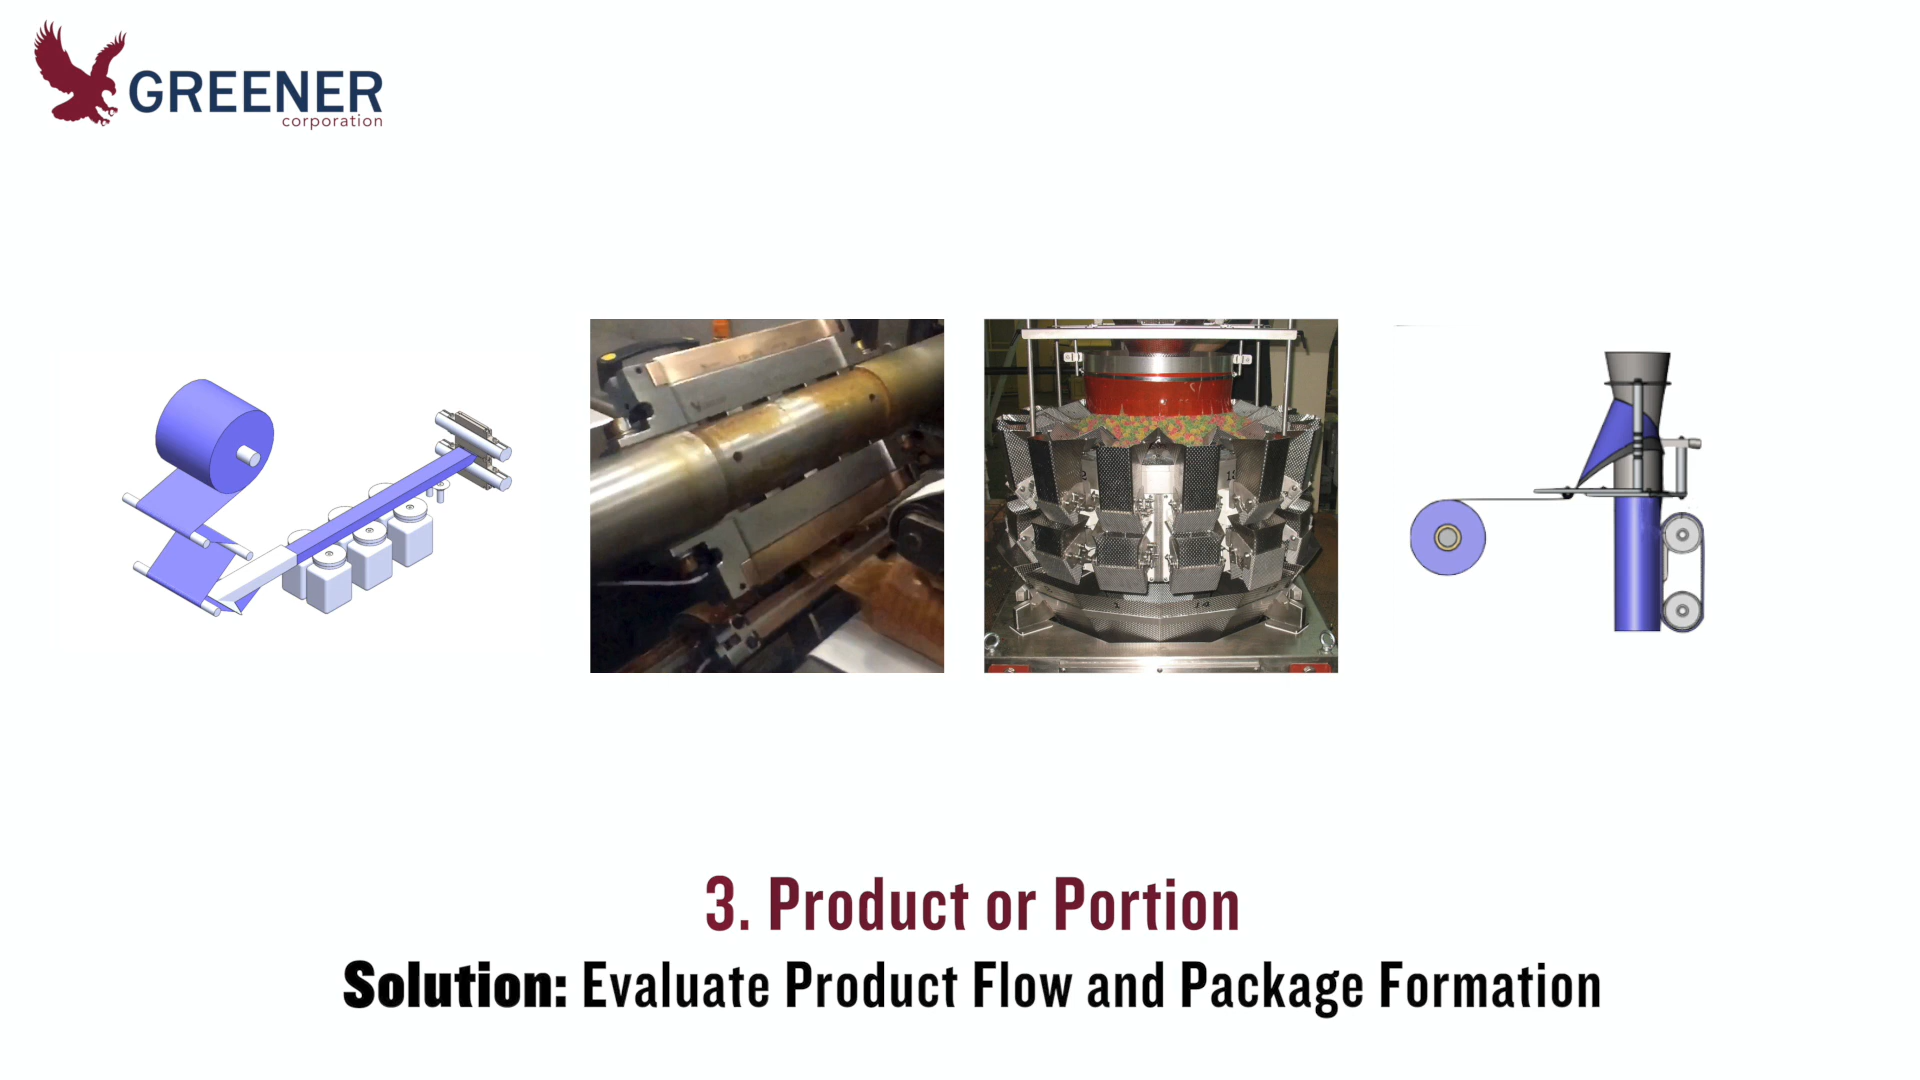 GREENER
corporation
3. Product or Portion
Solution: Evaluate Product Flow and Package Formation